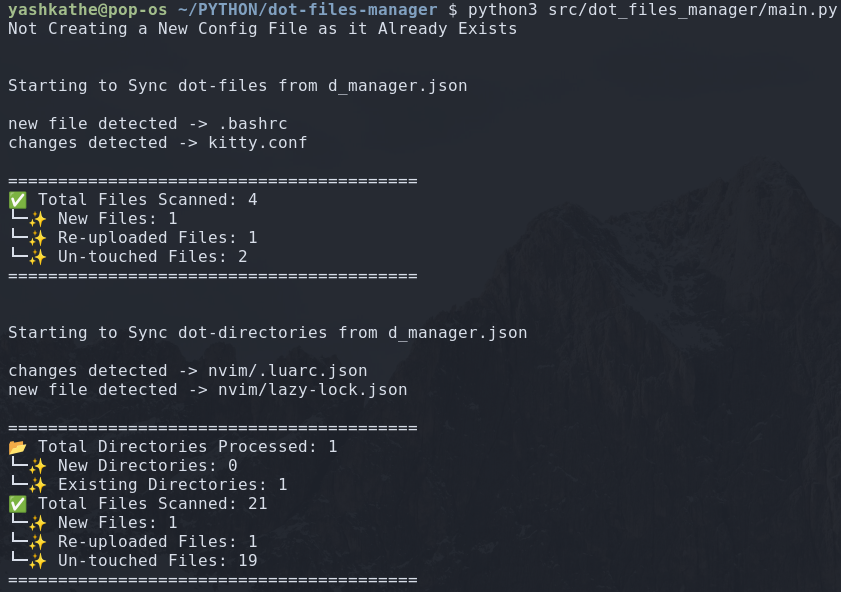 yashkathe@pop-os ~/PYTHON/dot-files-manager $ python3 src/dot_files_manager/main.py
Not Creating a New Config File as it Already Exists
Starting to Sync dot-files from d_manager.json
new file detected -> .bashrc
changes detected -> kitty.conf
=========================================
✅ Total Files Scanned: 4
└─✨ New Files: 1
└─✨ Re-uploaded Files: 1
└─✨ Un-touched Files: 2
=========================================
Starting to Sync dot-directories from d_manager.json
changes detected -> nvim/.luarc.json
new file detected -> nvim/lazy-lock.json
=========================================
📂 Total Directories Processed: 1
└─✨ New Directories: 0
└─✨ Existing Directories: 1
✅ Total Files Scanned: 21
└─✨ New Files: 1
└─✨ Re-uploaded Files: 1
└─✨ Un-touched Files: 19
=========================================